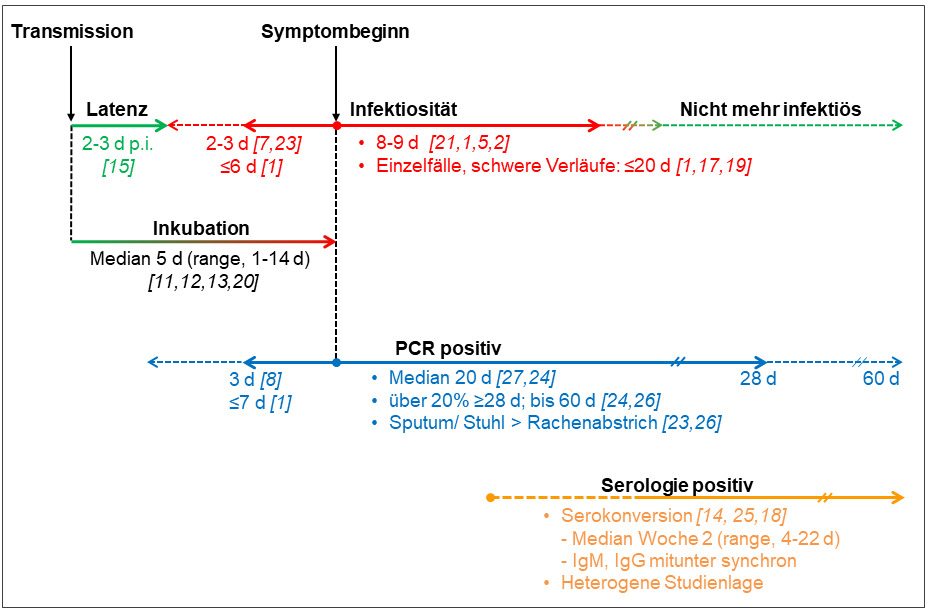 Transmission
Symptombeginn
Latenz
Infektiosität
Nicht mehr infektiös
2-3 d p.i.
[15]
2-3 d [7,23]
≤6 d [1]
• 8-9 d [21,1,5,2]
• Einzelfälle, schwere Verläufe: ≤20 d [1,17,19]
Inkubation
Median 5 d (range, 1-14 d)
[11,12,13,20]
PCR positiv
3 d [8]
≤7 d [1]
• Median 20 d [27,24]
• über 20% ≥28 d; bis 60 d [24,26]
• Sputum/ Stuhl > Rachenabstrich [23,26]
28 d
60 d
Serologie positiv
• Serokonversion [14, 25,18]
- Median Woche 2 (range, 4-22 d)
- IgM, IgG mitunter synchron
• Heterogene Studienlage